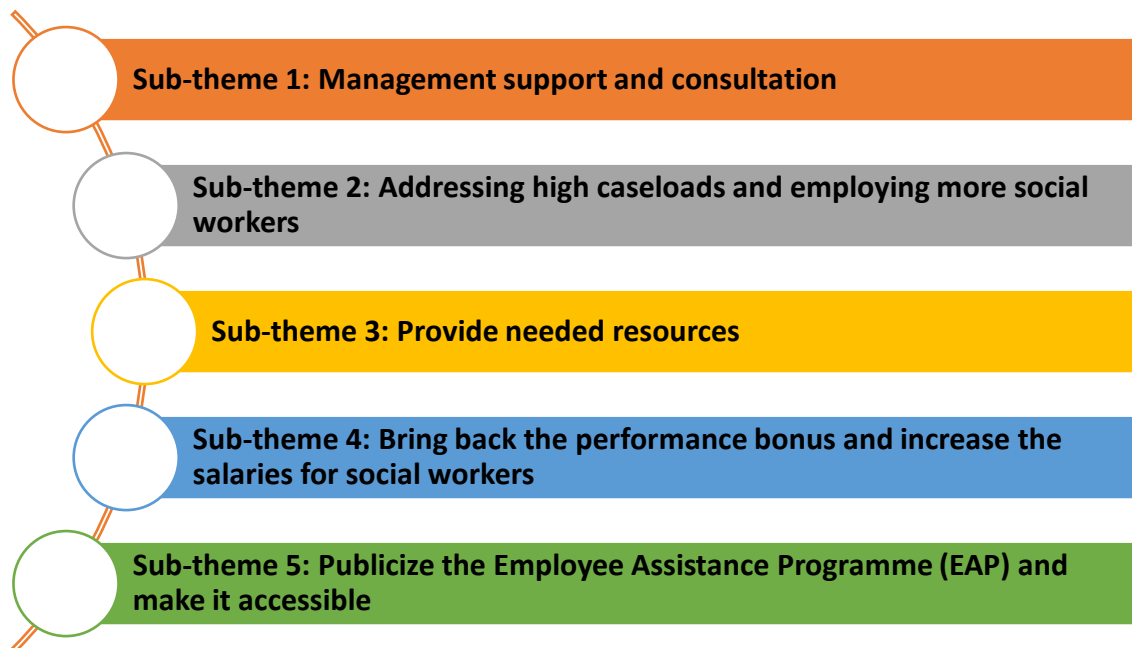 Sub-theme 1: Management support and consultation
Sub-theme 2: Addressing high caseloads and employing more social
workers
Sub-theme 3: Provide needed resources
Sub-theme 4: Bring back the performance bonus and increase the
salaries for social workers
Sub-theme 5: Publicize the Employee Assistance Programme (EAP) and
make it accessible